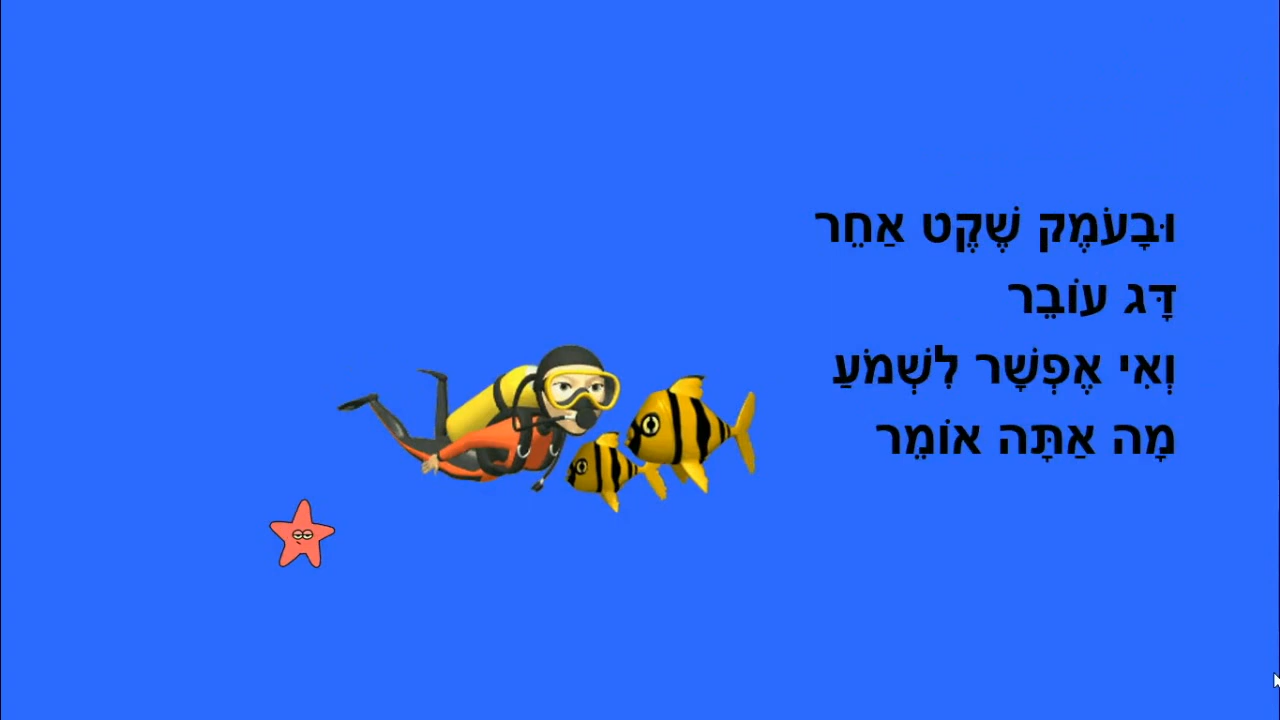 וּבָעֹמֶק שֶׁקֶט אַחֵר
דָּג עוֹבֵר
וְאִי אֶפְשָׁר לִשְׁמֹעַ
מָה אַתָּה אוֹמֵר